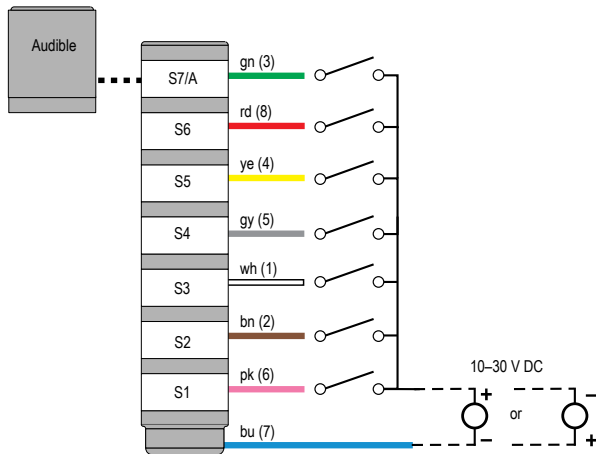 Audible
S7/A gn (3)
S6 rd (8)
S5 ye (4)
S4 gy (5)
S3 wh (1)
S2 bn (2)
S1 pk (6)
bu (7)
10–30 V DC
+ or –
– +